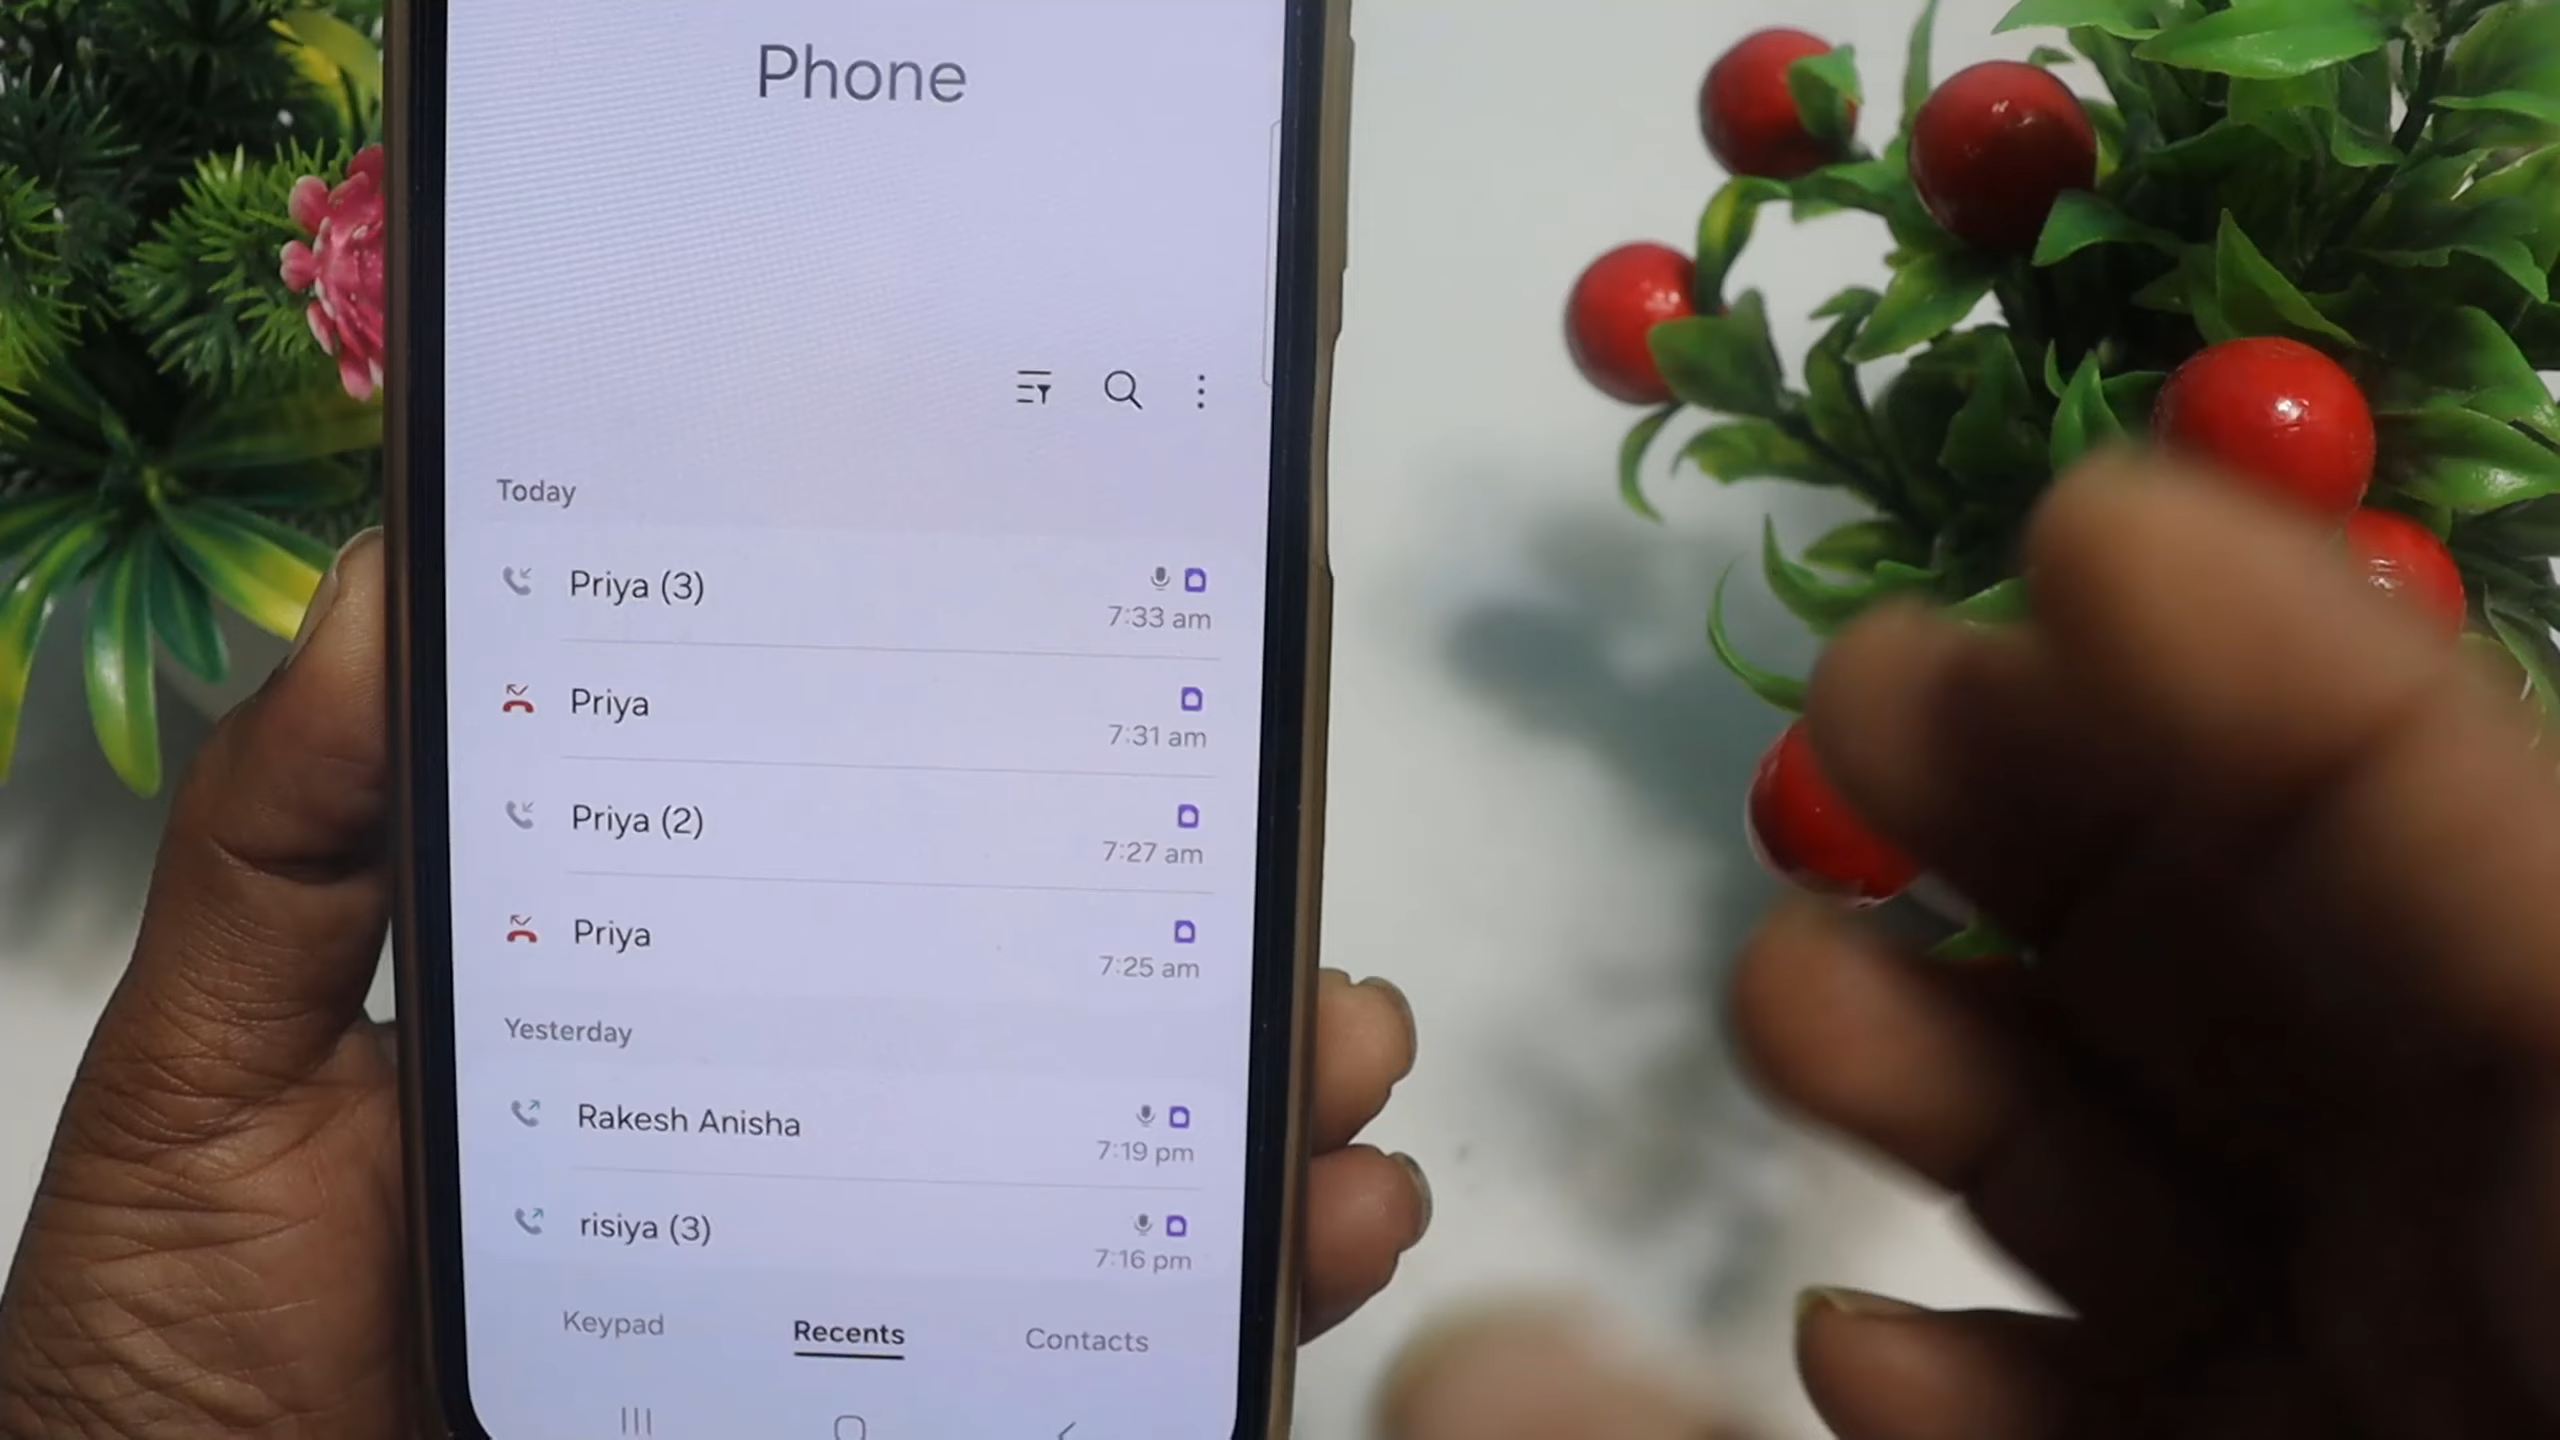 Phone
Today
Priya (3)
7:33 am
Priya
7:31 am
Priya (2)
7:27 am
Priya
7:25 am
Yesterday
Rakesh Anisha
7:19 pm
risiya (3)
7:16 pm
Keypad Recents Contacts